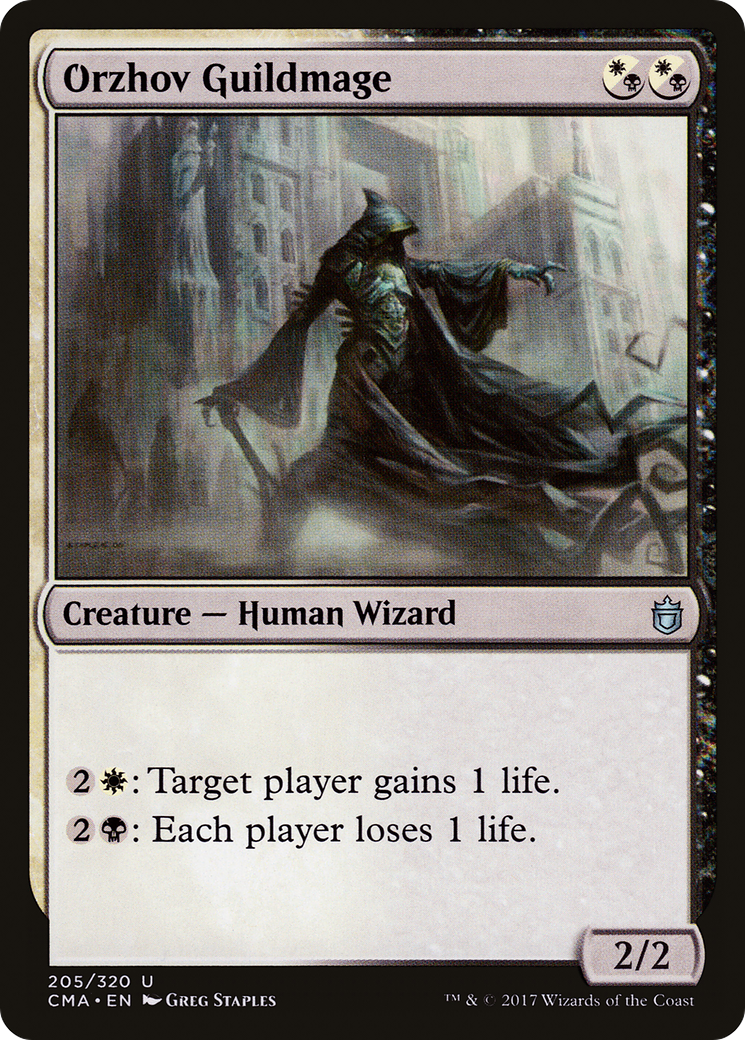 Orzhov Guildmage
Creature — Human Wizard
2: Target player gains 1 life.
2: Each player loses 1 life.
2/2
205/320 U
CMA • EN Greg Staples
™ & © 2017 Wizards of the Coast